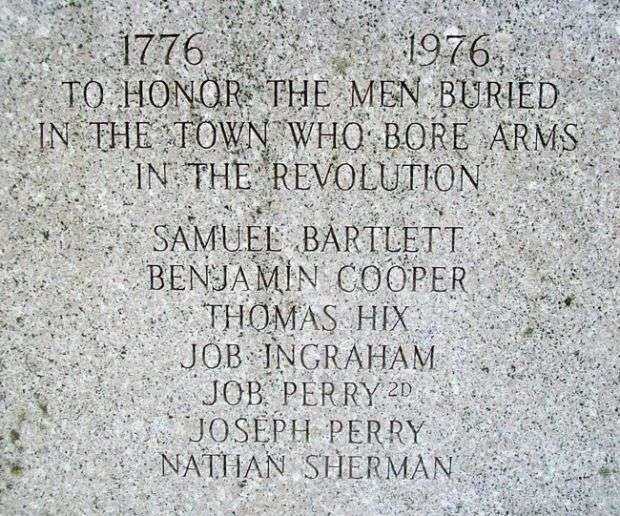 1776 1976
TO HONOR THE MEN BURIED
IN THE TOWN WHO BORE ARMS
IN THE REVOLUTION
SAMUEL BARTLETT
BENJAMIN COOPER
THOMAS HIX
JOB INGRAHAM
JOB PERRY 2D
JOSEPH PERRY
NATHAN SHERMAN